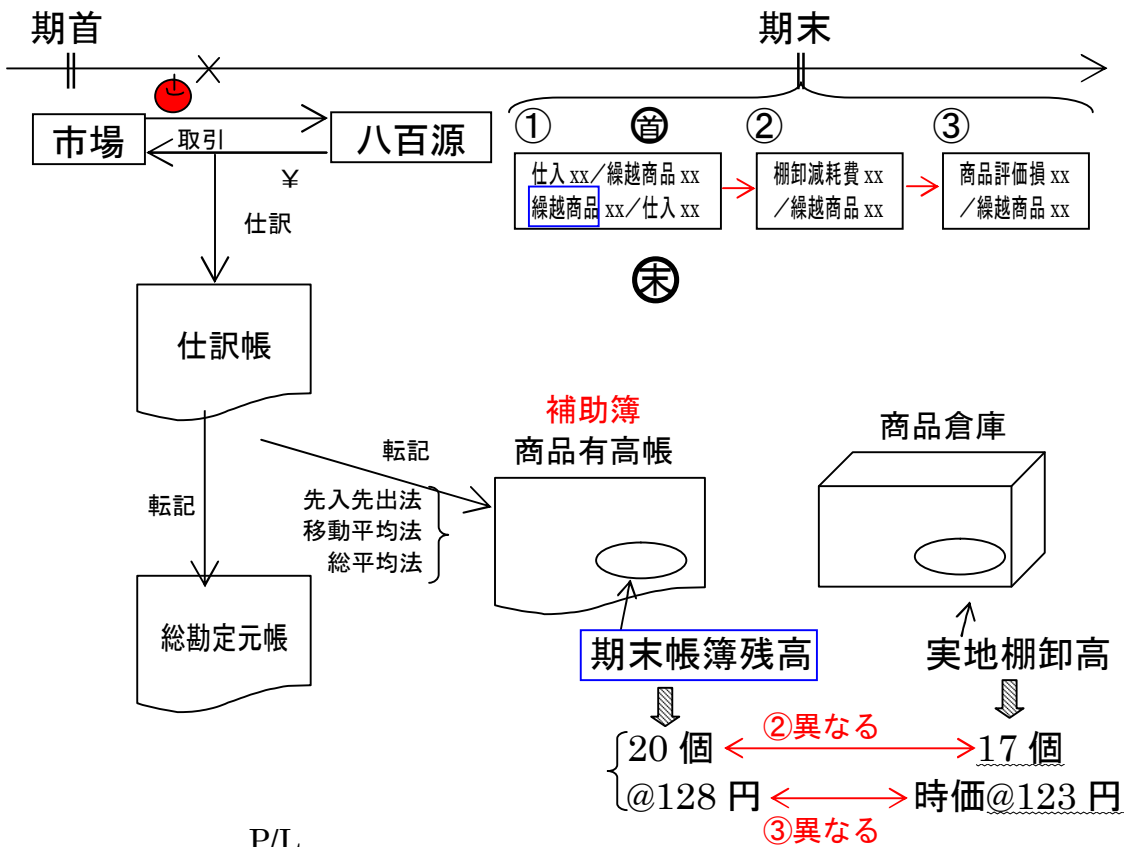 期首
期末
市場
取引
八百源
¥
仕訳
① 首 ② ③
仕入 xx/繰越商品 xx
繰越商品 xx/仕入 xx
棚卸減耗費 xx
/繰越商品 xx
商品評価損 xx
/繰越商品 xx
末
仕訳帳
補助簿
商品有高帳
商品倉庫
転記
転記
先入先出法
移動平均法
総平均法
総勘定元帳
期末帳簿残高
実地棚卸高
20 個
②異なる
17 個
@128 円
時価@123 円
③異なる
P/L